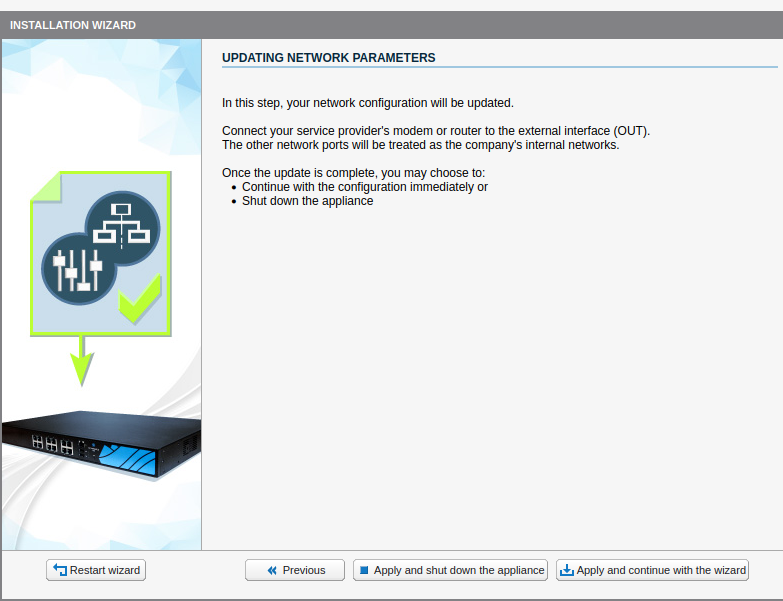 INSTALLATION WIZARD
UPDATING NETWORK PARAMETERS
In this step, your network configuration will be updated.
Connect your service provider's modem or router to the external interface (OUT).
The other network ports will be treated as the company's internal networks.
Once the update is complete, you may choose to:
• Continue with the configuration immediately or
• Shut down the appliance
Restart wizard
Previous
Apply and shut down the appliance
Apply and continue with the wizard